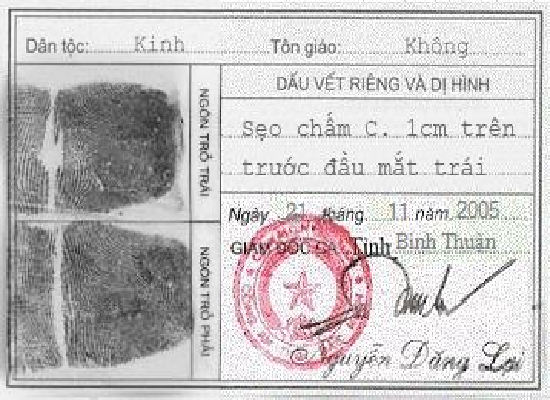 Dân tộc: Kinh Tôn giáo: Không
DẤU VẾT RIÊNG VÀ DỊ HÌNH
NGÓN TRỎ TRÁI
Sẹo chấm C. 1cm trên
trước đầu mắt trái
Ngày 21 tháng 11 năm 2005
GIÁM ĐỐC CA Tỉnh Bình Thuận
NGÓN TRỎ PHẢI
Nguyễn Đăng